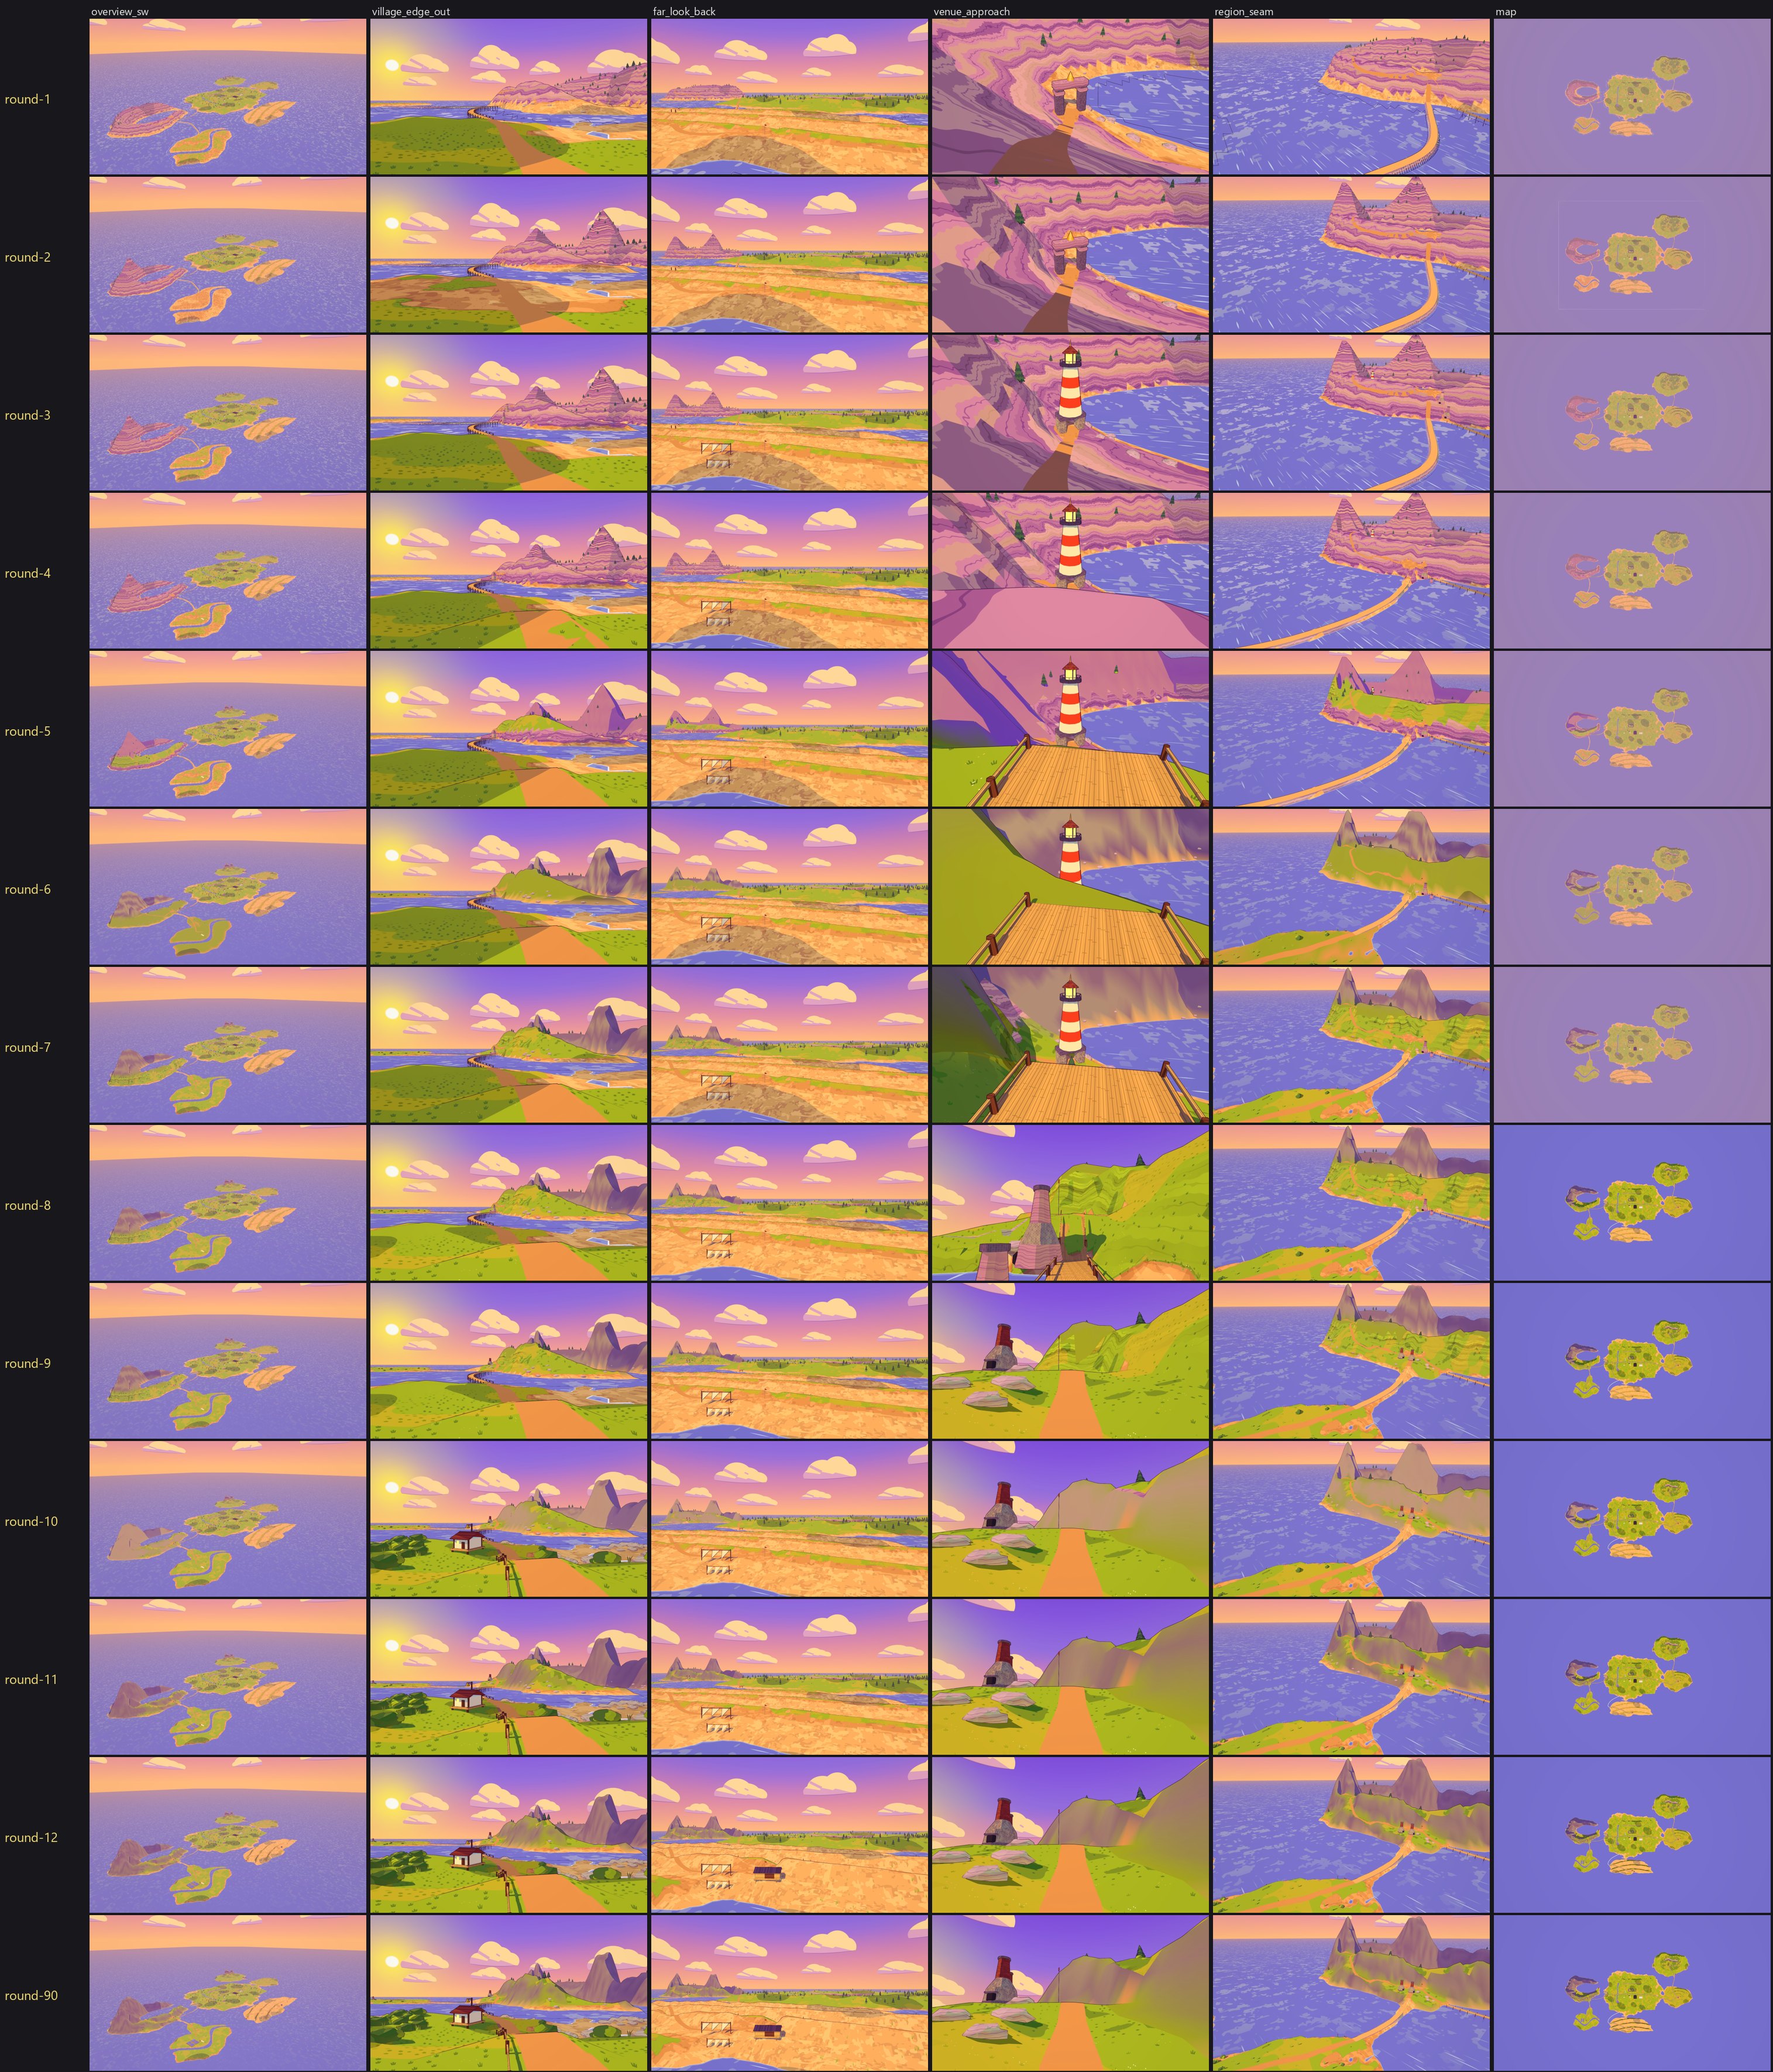 overview_sw village_edge_out far_look_back venue_approach region_seam map
round-1
round-2
round-3
round-4
round-5
round-6
round-7
round-8
round-9
round-10
round-11
round-12
round-90